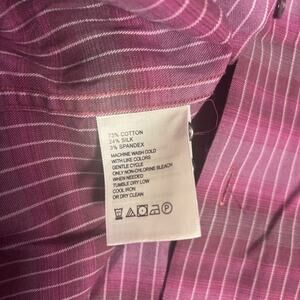 73% COTTON
24% SILK
3% SPANDEX
MACHINE WASH COLD
WITH LIKE COLORS
GENTLE CYCLE
ONLY NON-CHLORINE BLEACH
WHEN NEEDED
TUMBLE DRY LOW
COOL IRON
OR DRY CLEAN